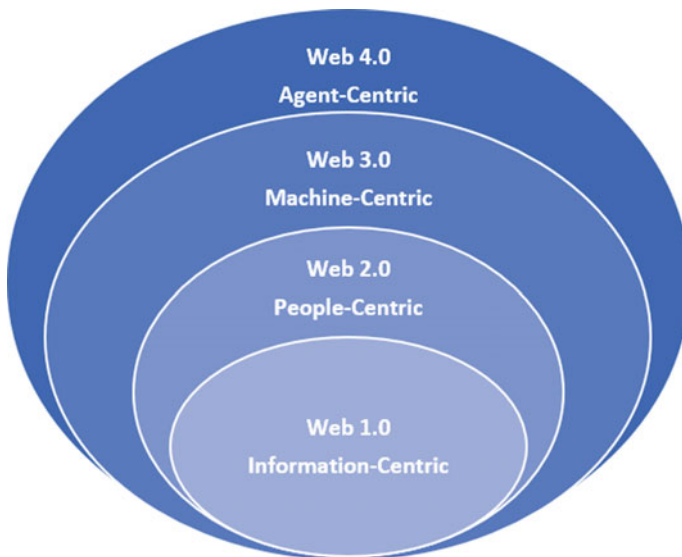 Web 4.0
Agent-Centric
Web 3.0
Machine-Centric
Web 2.0
People-Centric
Web 1.0
Information-Centric